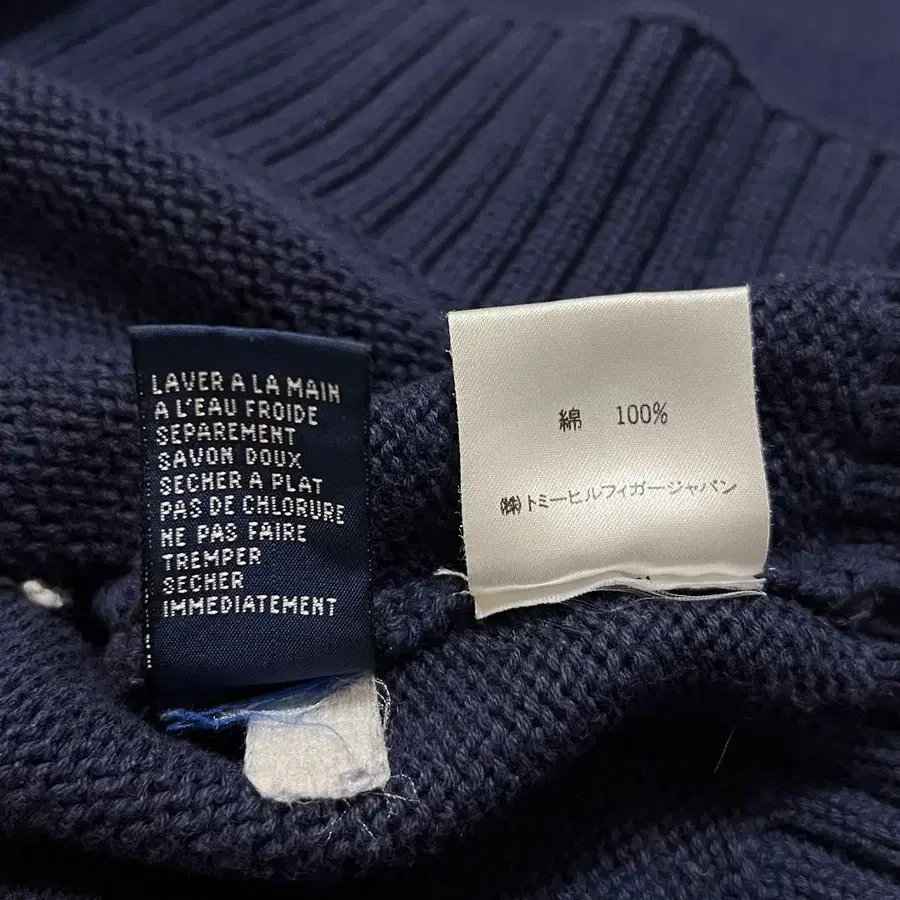 LAVER A LA MAIN
A L'EAU FROIDE
SEPAREMENT
SAVON DOUX
SECHER A PLAT
PAS DE CHLORURE
NE PAS FAIRE
TREMPER
SECHER
IMMEDIATEMENT
綿 100%
㈱トミーヒルフィガージャパン